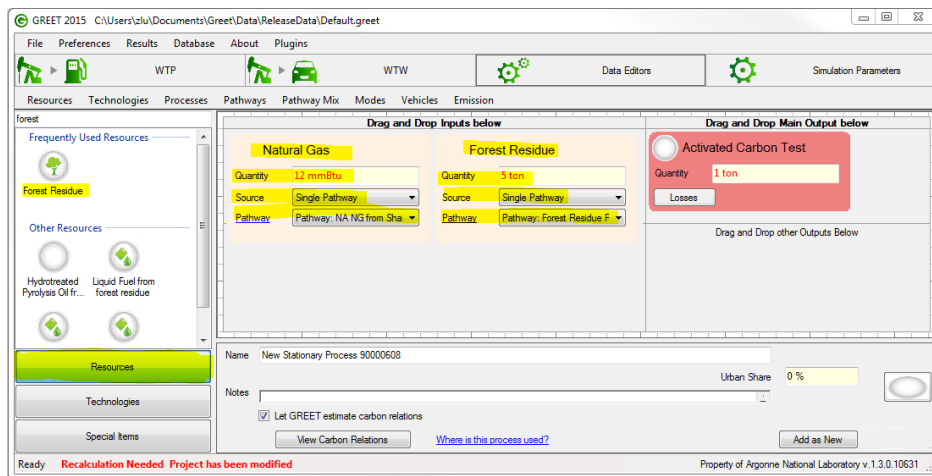 GREET 2015 C:\Users\zlu\Documents\Greet\Data\ReleaseData\Default.greet
File Preferences Results Database About Plugins
WTP WTW Data Editors Simulation Parameters
Resources Technologies Processes Pathways Pathway Mix Modes Vehicles Emission
forest
Frequently Used Resources
Forest Residue
Other Resources
Hydrotreated
Pyrolysis Oil fr...
Liquid Fuel from
forest residue
Resources
Technologies
Special Items
Drag and Drop Inputs below
Natural Gas
Quantity 12 mmBtu
Source Single Pathway
Pathway: Pathway: NA NG from Sha
Forest Residue
Quantity 5 ton
Source Single Pathway
Pathway: Pathway: Forest Residue F
Drag and Drop Main Output below
Activated Carbon Test
Quantity 1 ton
Losses
Drag and Drop other Outputs Below
Name New Stationary Process 90000608
Urban Share 0 %
Notes
Let GREET estimate carbon relations
View Carbon Relations Where is this process used? Add as New
Ready Recalculation Needed Project has been modified Property of Argonne National Laboratory v.1.3.0.10631